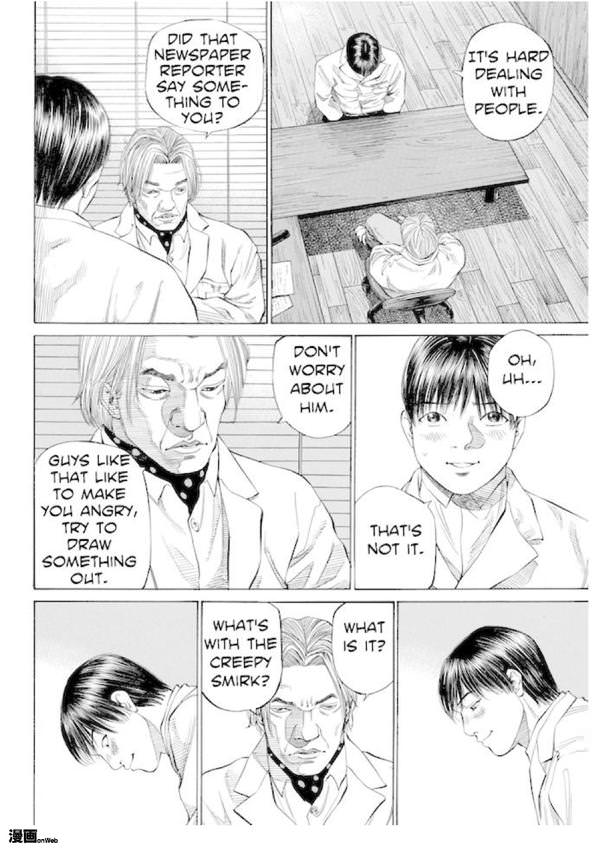 IT'S HARD
DEALING
WITH
PEOPLE.
DID THAT
NEWSPAPER
REPORTER
SAY SOME-
THING TO
YOU?
OH,
UH...
THAT'S
NOT IT.
DON'T
WORRY
ABOUT
HIM.
GUYS LIKE
THAT LIKE
TO MAKE
YOU ANGRY,
TRY TO
DRAW
SOMETHING
OUT.
WHAT
IS IT?
WHAT'S
WITH THE
CREEPY
SMIRK?
漫画onWeb